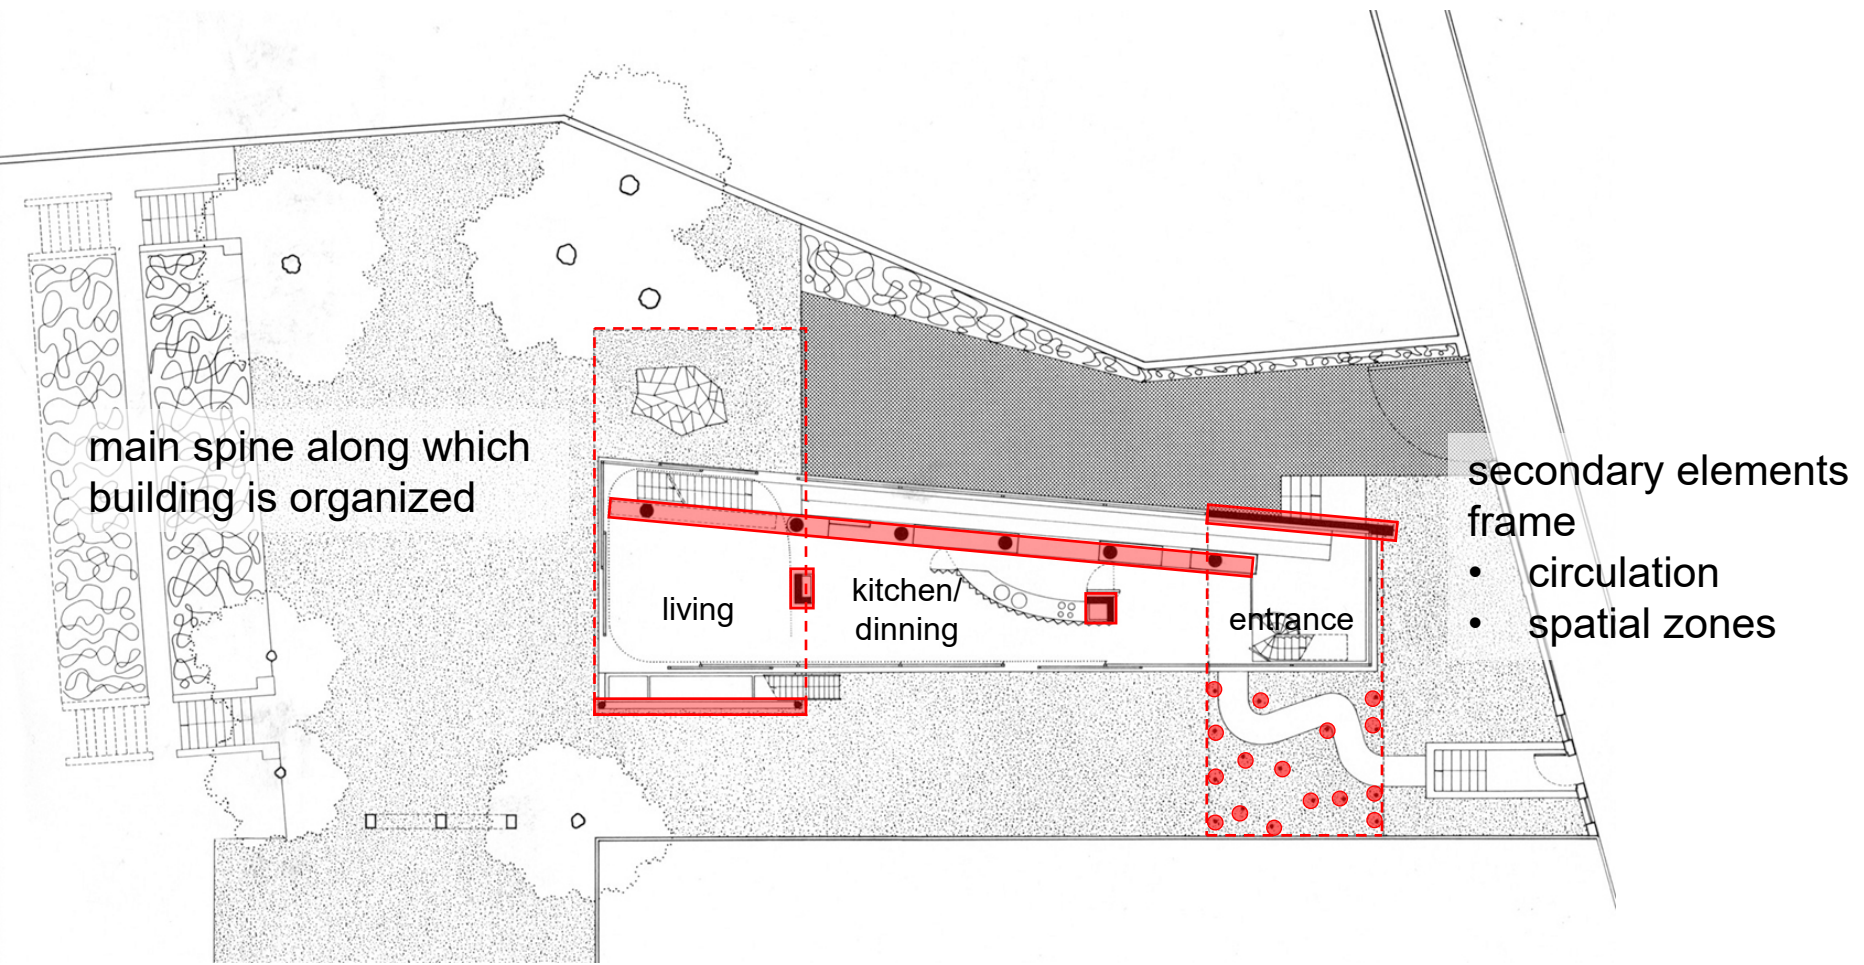 main spine along which
building is organized
secondary elements
frame
• circulation
• spatial zones
living
kitchen/
dinning
entrance